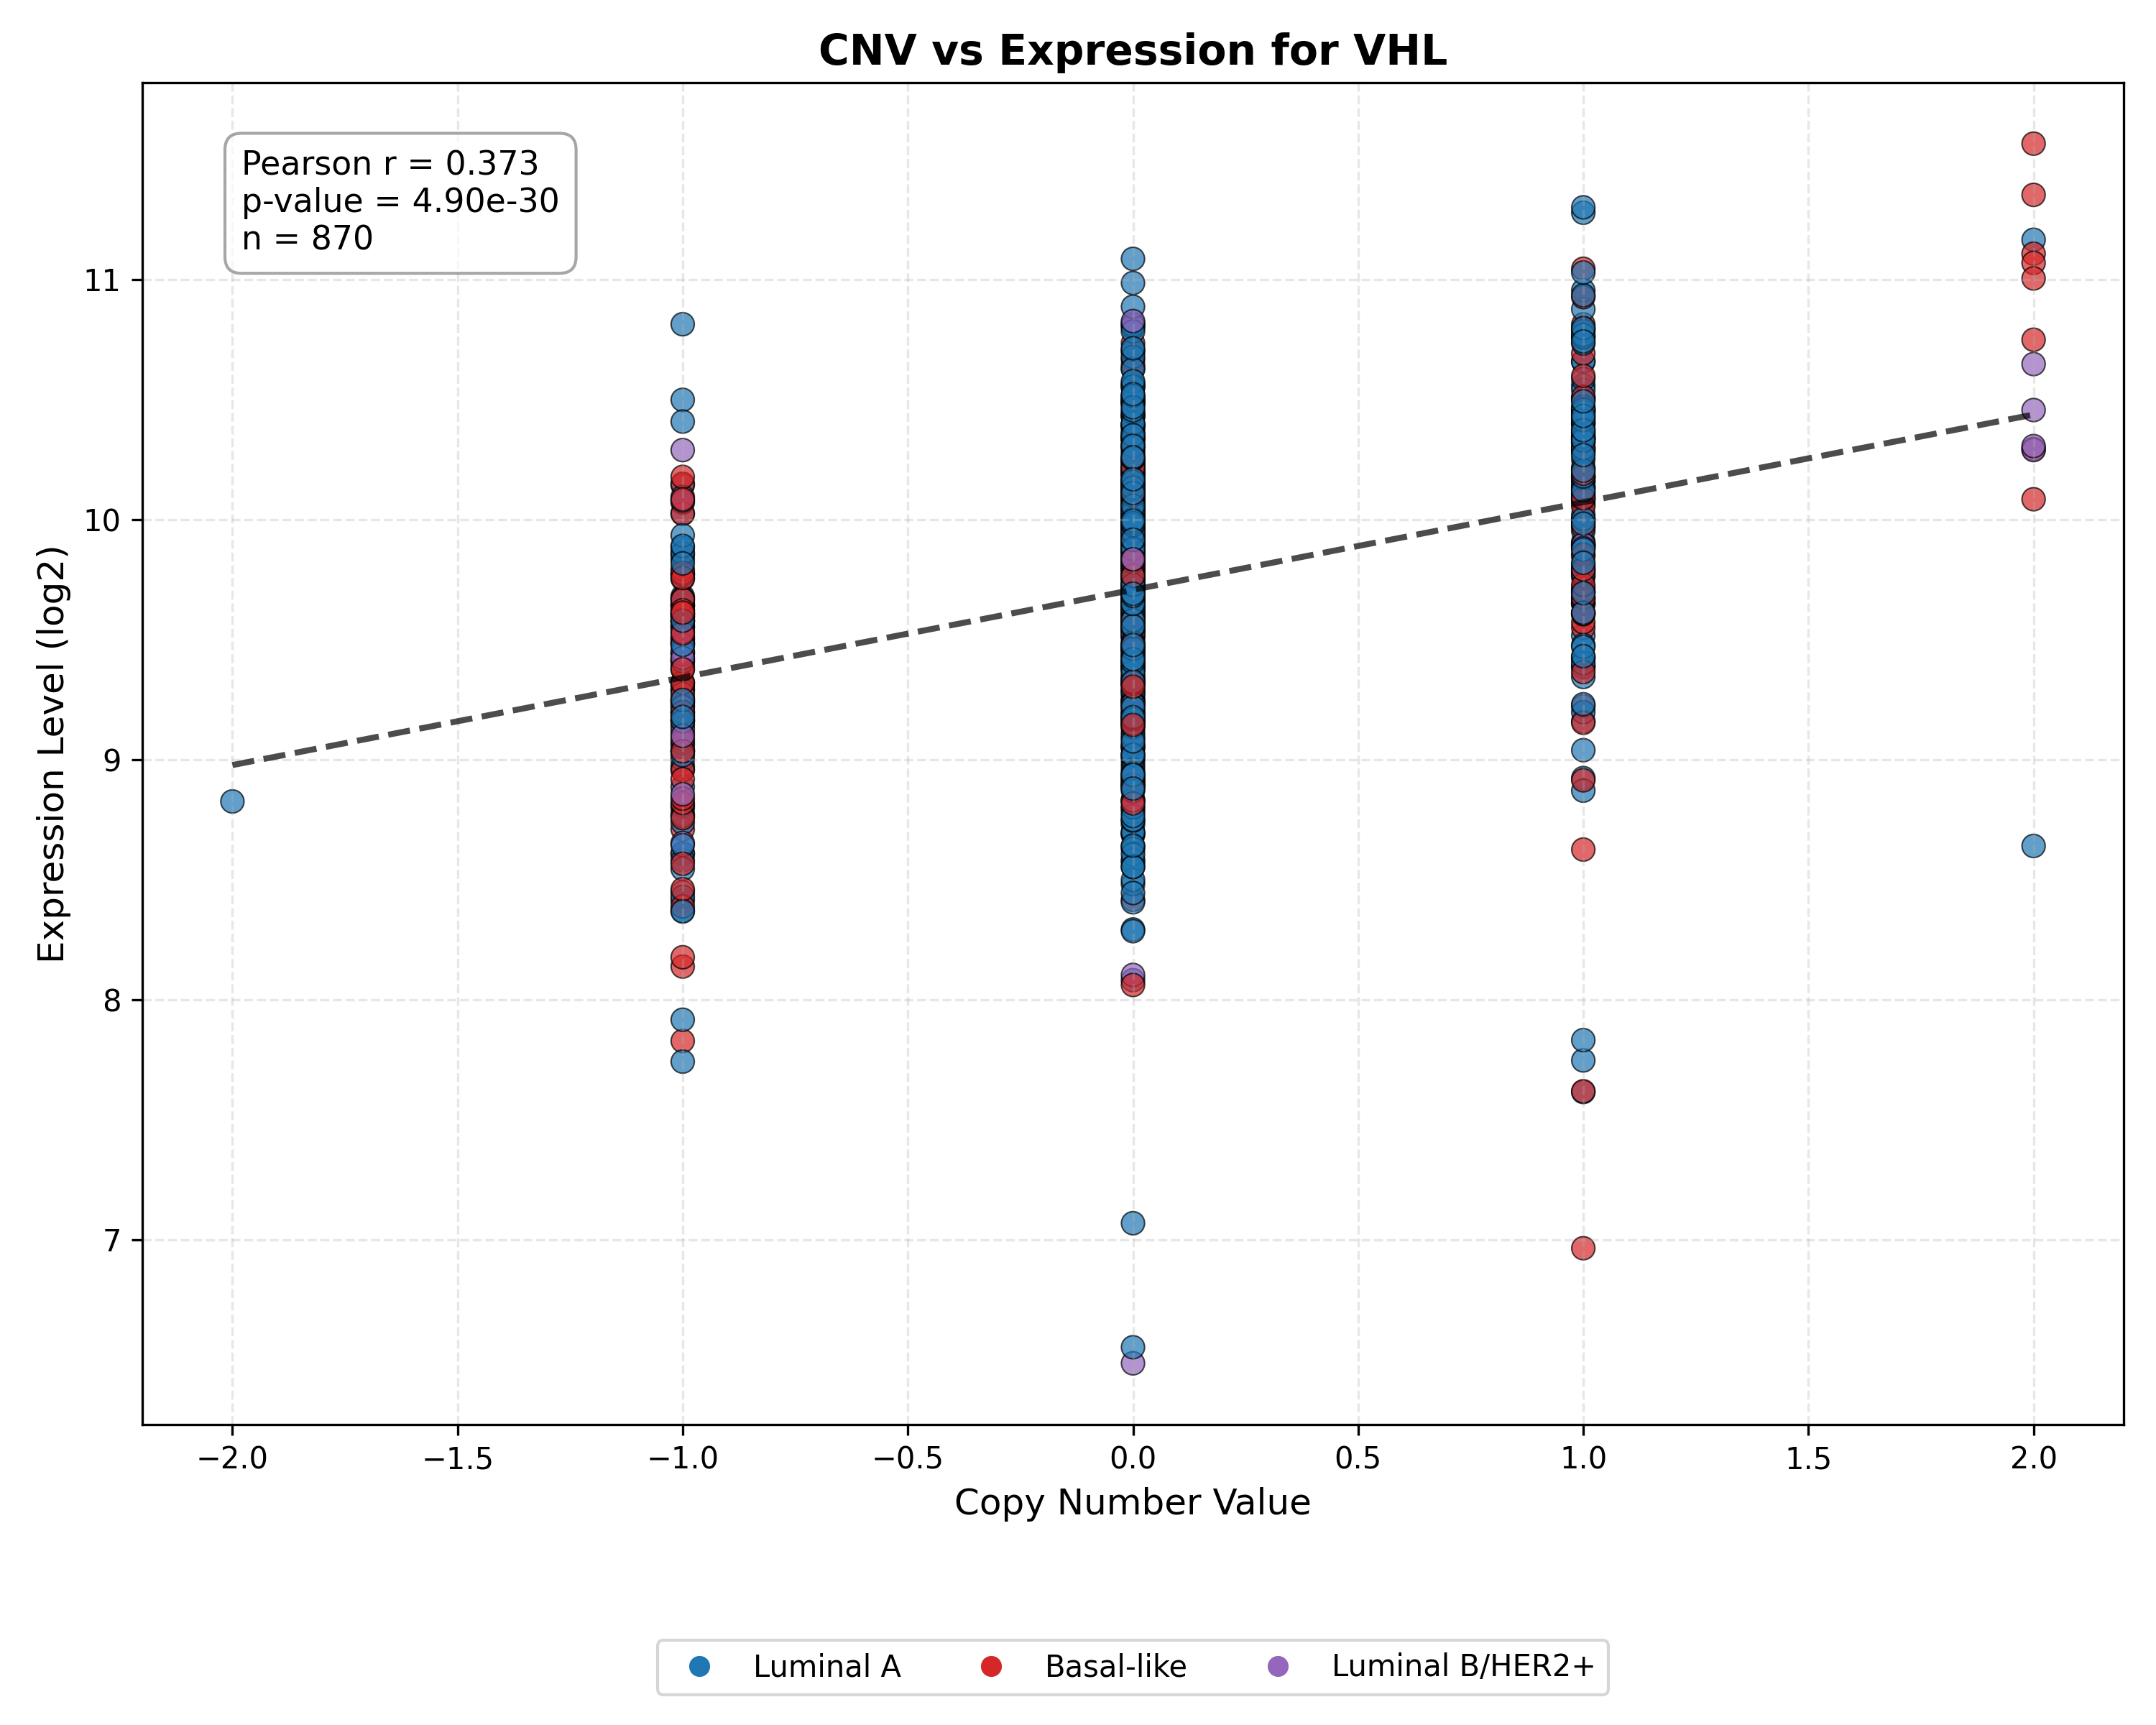 CNV vs Expression for VHL
Pearson r = 0.373
p-value = 4.90e-30
n = 870
Expression Level (log2)
11
10
9
8
7
−2.0 −1.5 −1.0 −0.5 0.0 0.5 1.0 1.5 2.0
Copy Number Value
Luminal A Basal-like Luminal B/HER2+